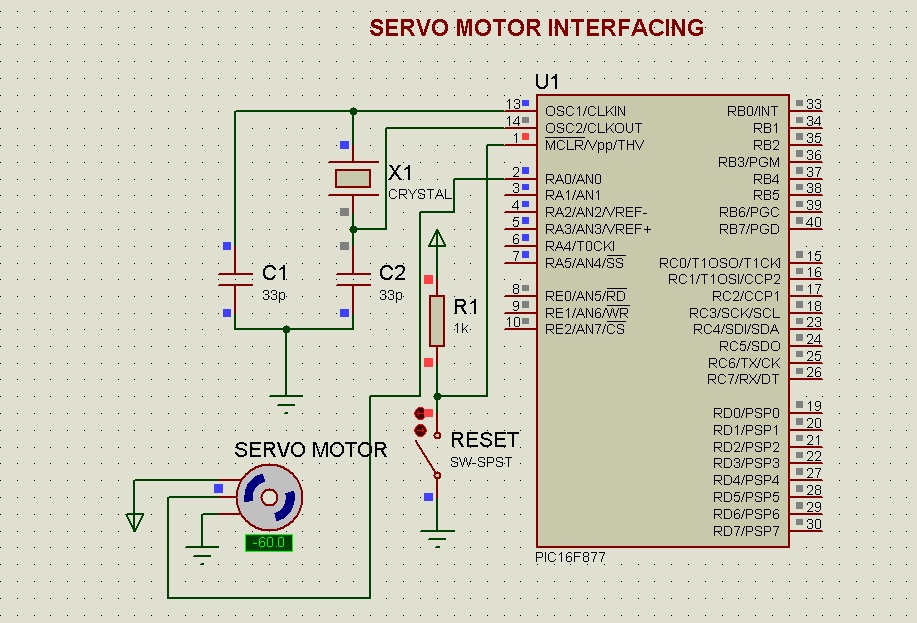 SERVO MOTOR INTERFACING
U1
13 OSC1/CLKIN RB0/INT 33
14 OSC2/CLKOUT RB1 34
1 MCLR/Vpp/THV RB2 35
RB3/PGM 36
2 RA0/AN0 RB4 37
3 RA1/AN1 RB5 38
4 RA2/AN2/VREF- RB6/PGC 39
5 RA3/AN3/VREF+ RB7/PGD 40
6 RA4/T0CKI
7 RA5/AN4/SS RC0/T1OSO/T1CKI 15
RC1/T1OSI/CCP2 16
8 RE0/AN5/RD RC2/CCP1 17
9 RE1/AN6/WR RC3/SCK/SCL 18
10 RE2/AN7/CS RC4/SDI/SDA 23
RC5/SDO 24
RC6/TX/CK 25
RC7/RX/DT 26
RD0/PSP0 19
RD1/PSP1 20
RD2/PSP2 21
RD3/PSP3 22
RD4/PSP4 27
RD5/PSP5 28
RD6/PSP6 29
RD7/PSP7 30
PIC16F877
X1
CRYSTAL
C1
33p
C2
33p
R1
1k
RESET
SW-SPST
SERVO MOTOR
-60.0